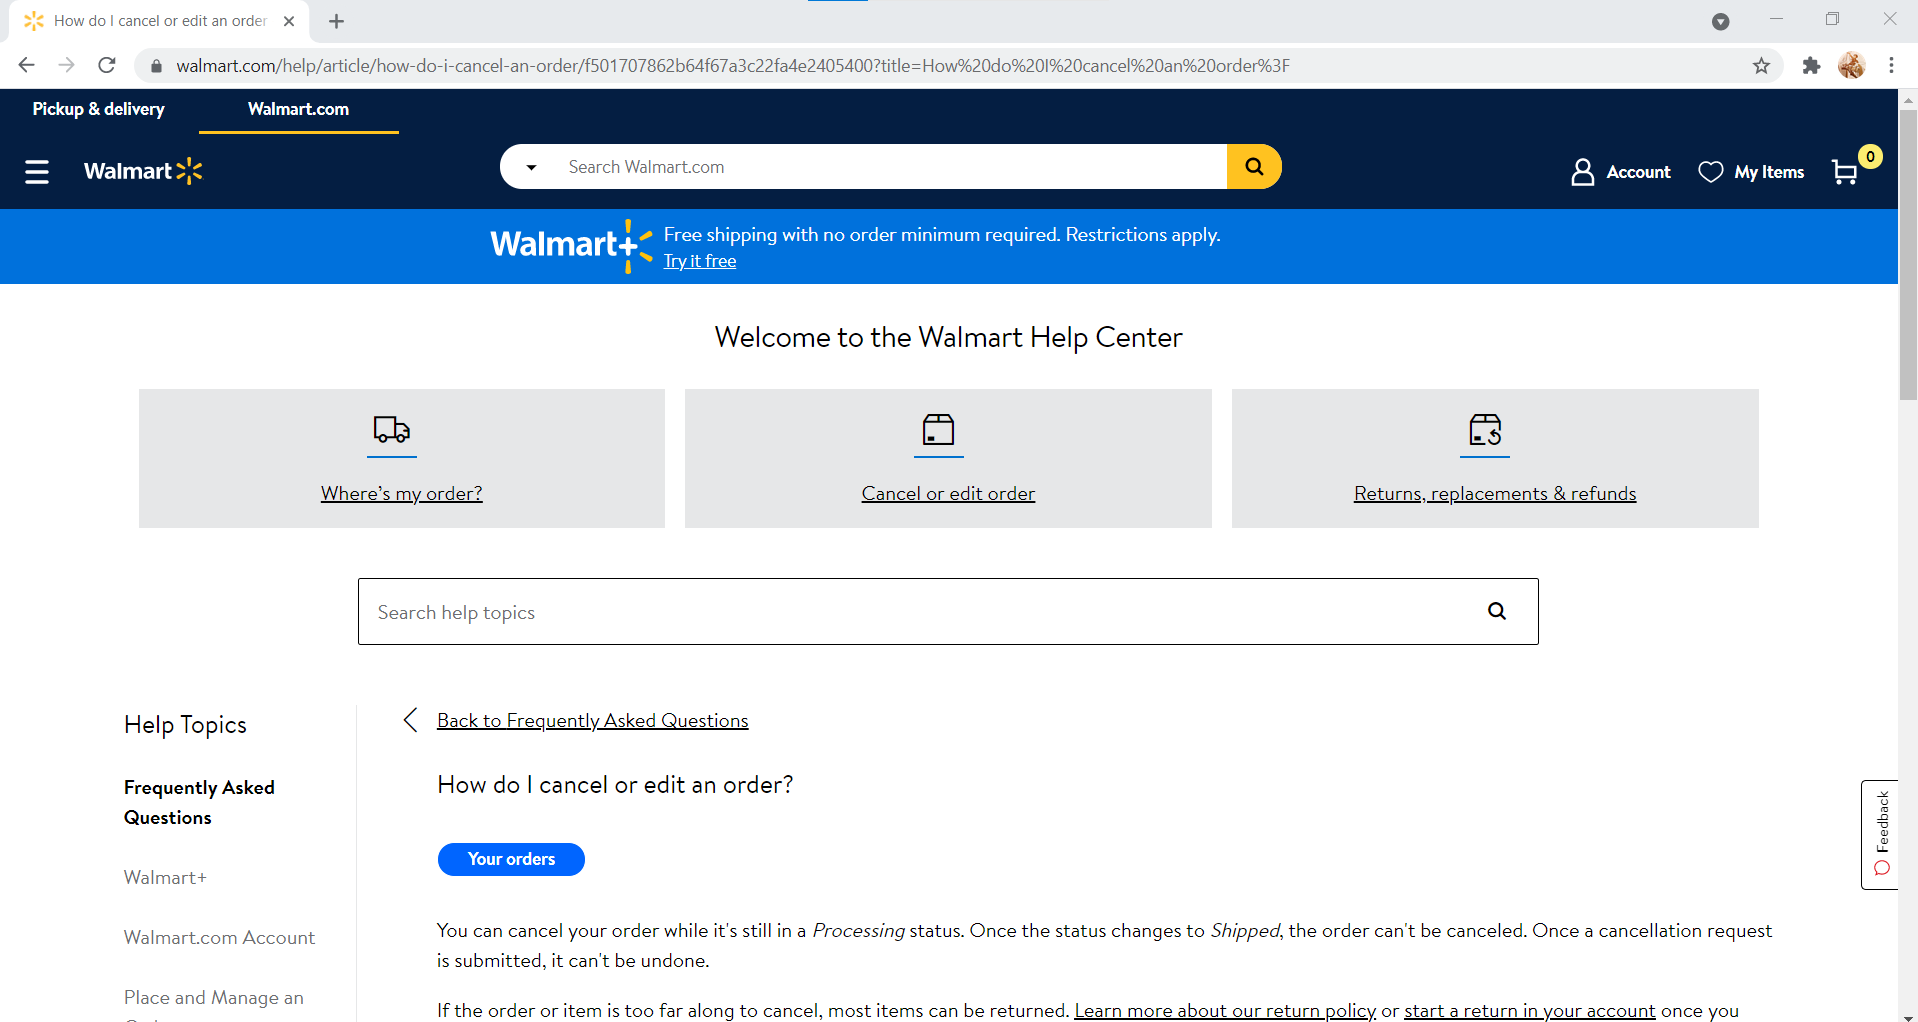 How do I cancel or edit an order
walmart.com/help/article/how-do-i-cancel-an-order/f501707862b64f67a3c22fa4e2405400?title=How%20do%20I%20cancel%20an%20order%3F
Pickup & delivery
Walmart.com
Walmart
Search Walmart.com
Account
My Items
0
Walmart+
Free shipping with no order minimum required. Restrictions apply.
Try it free
Welcome to the Walmart Help Center
Where's my order?
Cancel or edit order
Returns, replacements & refunds
Search help topics
Help Topics
Frequently Asked
Questions
Walmart+
Walmart.com Account
Place and Manage an
Back to Frequently Asked Questions
How do I cancel or edit an order?
Your orders
You can cancel your order while it's still in a Processing status. Once the status changes to Shipped, the order can't be canceled. Once a cancellation request
is submitted, it can't be undone.
If the order or item is too far along to cancel, most items can be returned. Learn more about our return policy or start a return in your account once you
Feedback